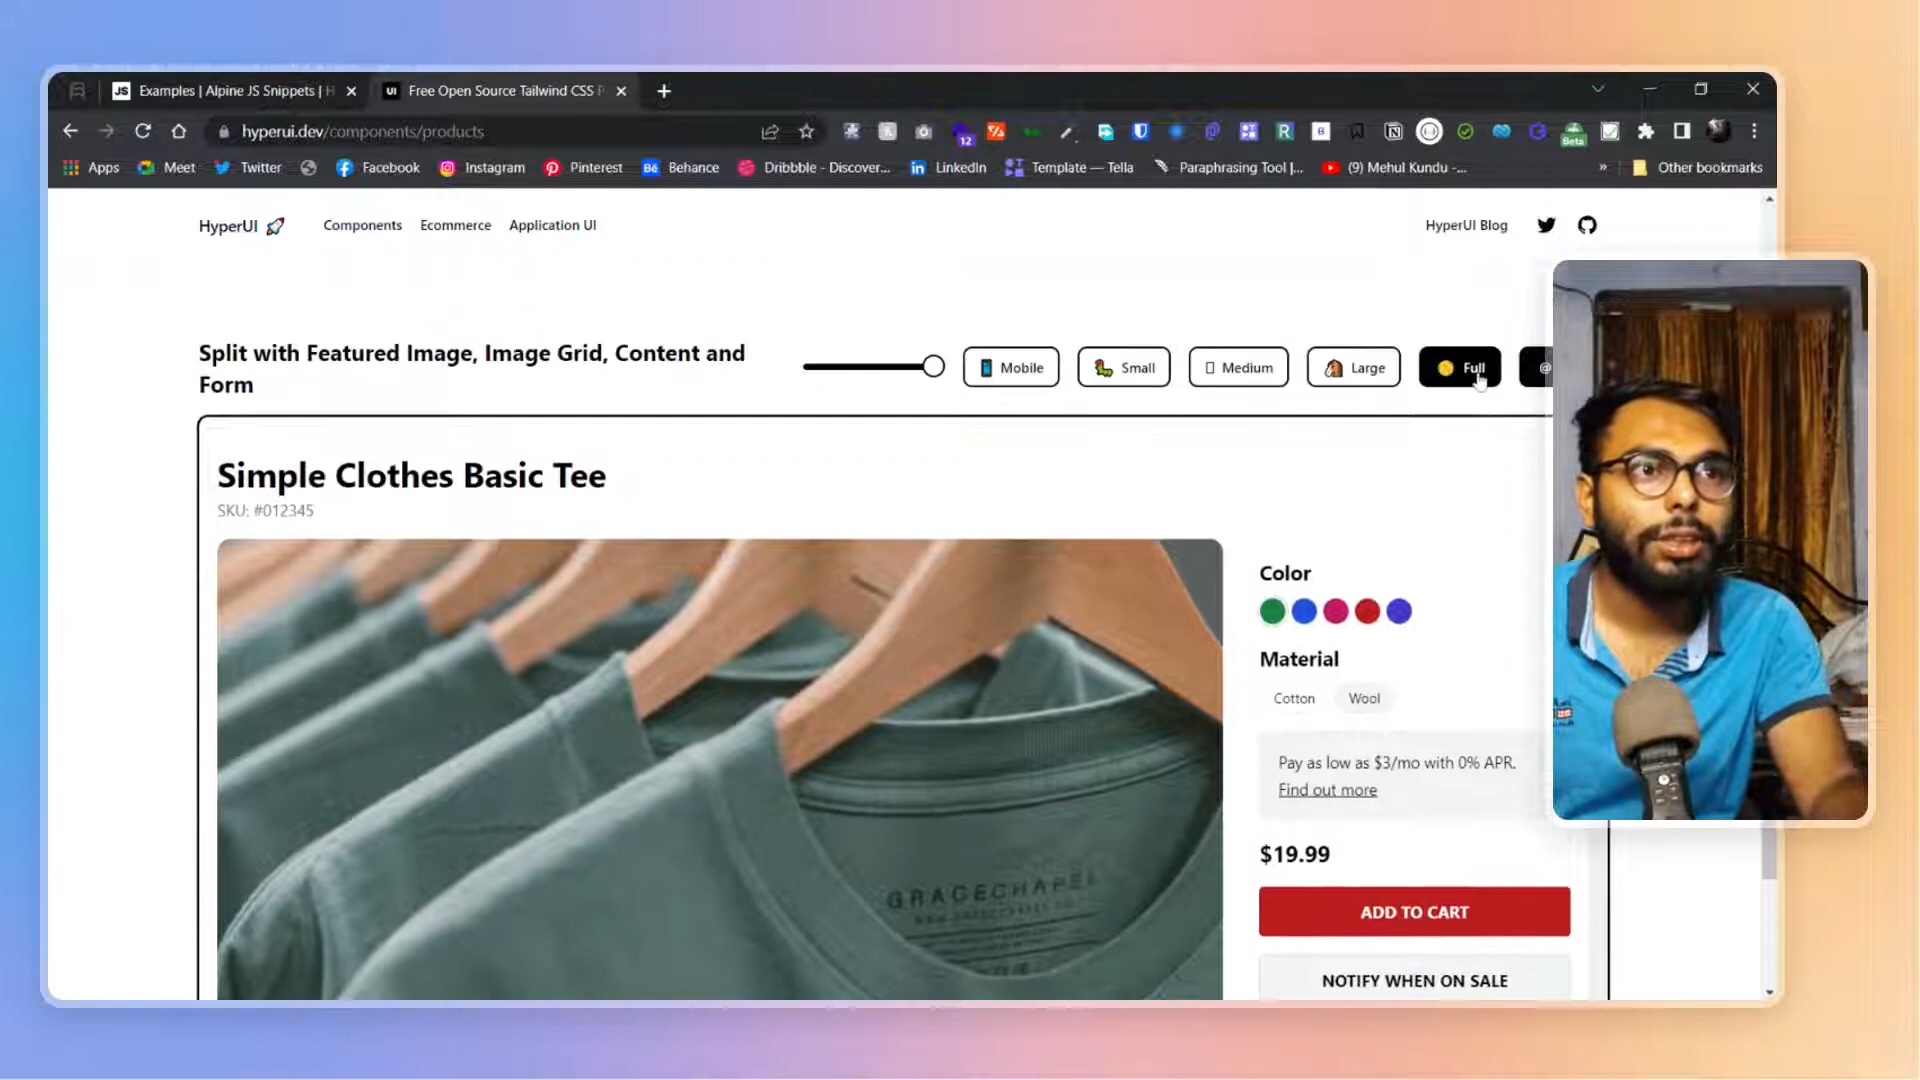 Examples | Alpine JS Snippets | H
Free Open Source Tailwind CSS P
hyperui.dev/components/products
12
Beta
Apps
Meet
Twitter
Facebook
Instagram
Pinterest
Behance
Dribbble - Discover...
LinkedIn
Template — Tella
Paraphrasing Tool |...
(9) Mehul Kundu -...
»
Other bookmarks
HyperUI
Components
Ecommerce
Application UI
HyperUI Blog
Split with Featured Image, Image Grid, Content and
Form
Mobile
Small
Medium
Large
Full
@
Simple Clothes Basic Tee
SKU: #012345
GRACECHAPEL
Color
Material
Cotton
Wool
Pay as low as $3/mo with 0% APR.
Find out more
$19.99
ADD TO CART
NOTIFY WHEN ON SALE